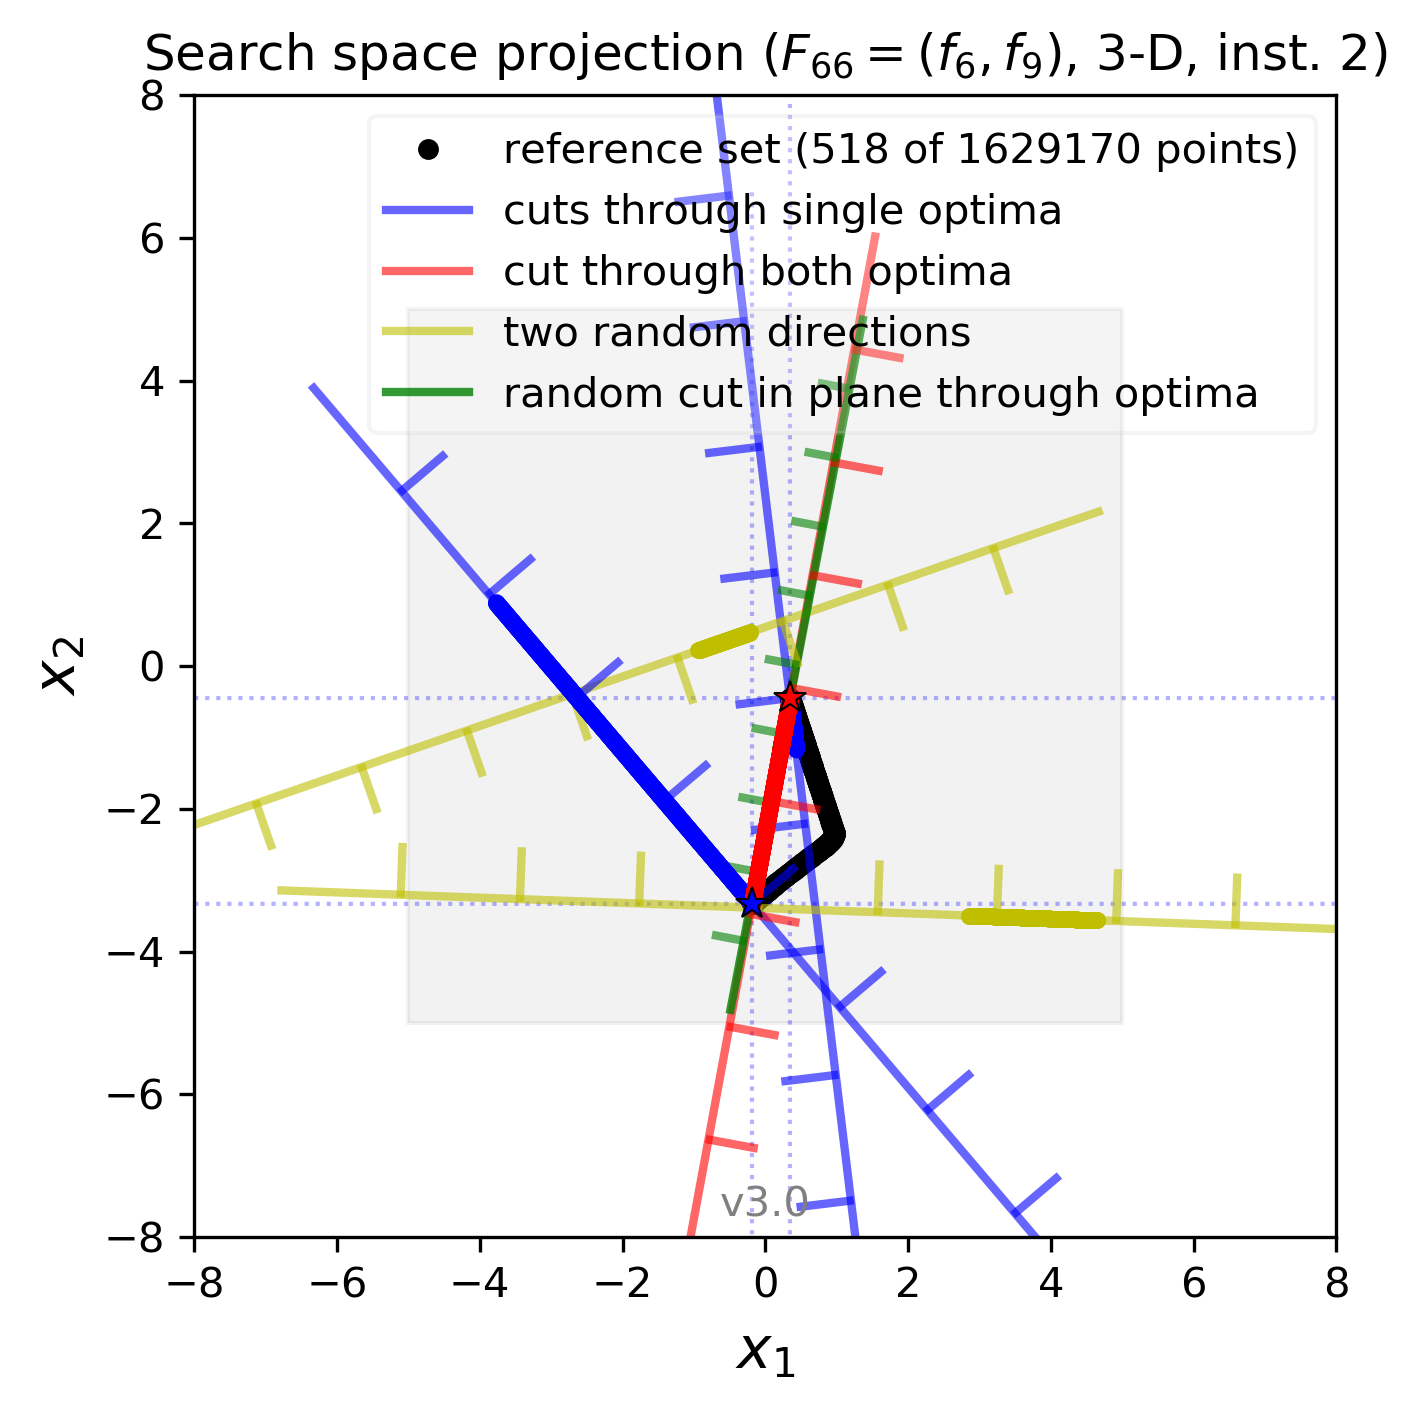 Search space projection (F₆₆ = (f₆, f₉), 3-D, inst. 2)
reference set (518 of 1629170 points)
cuts through single optima
cut through both optima
two random directions
random cut in plane through optima
8
6
4
2
0
−2
−4
−6
−8
x₂
v3.0
−8 −6 −4 −2 0 2 4 6 8
x₁